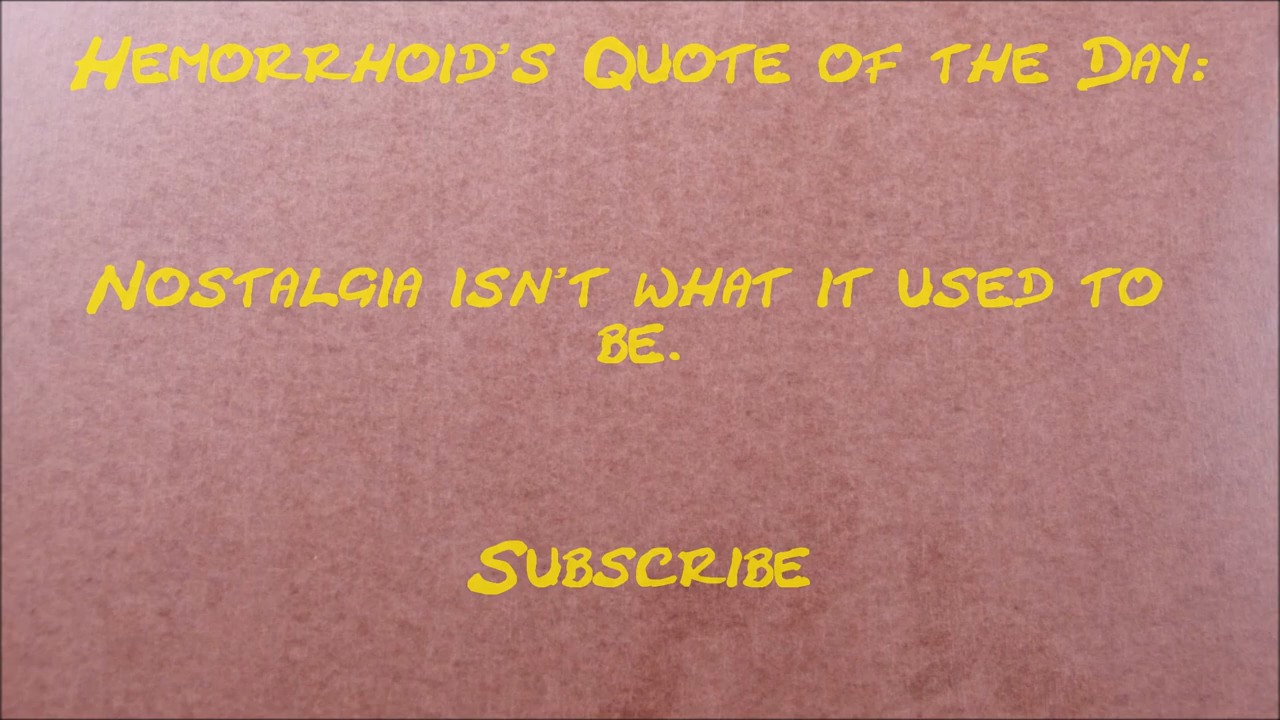 Hemorrhoid's Quote of the Day:
Nostalgia isn't what it used to
be.
Subscribe